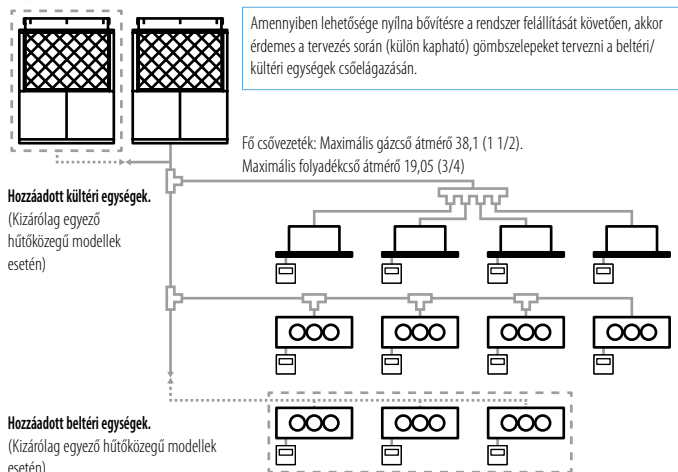 Amennyiben lehetősége nyílna bővítésre a rendszer felállítását követően, akkor
érdemes a tervezés során (külön kapható) gömbszelepeket tervezni a beltéri/
kültéri egységek csőelágazásán.
Fő csővezeték: Maximális gázcső átmérő 38,1 (1 1/2).
Maximális folyadékcső átmérő 19,05 (3/4)
Hozzáadott kültéri egységek.
(Kizárólag egyező
hűtőközegű modellek
esetén)
Hozzáadott beltéri egységek.
(Kizárólag egyező hűtőközegű modellek
esetén)